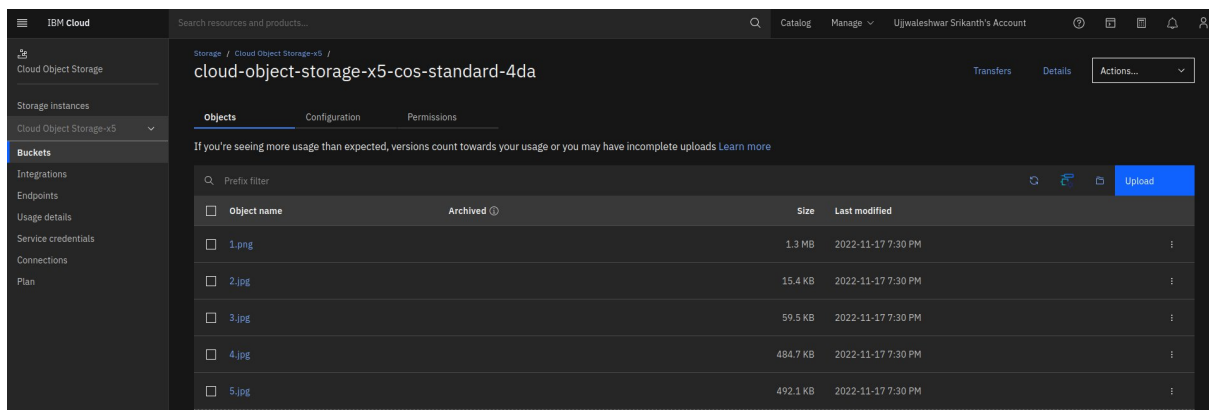 IBM Cloud
Search resources and products...
Catalog
Manage
Ujjwaleshwar Srikanth's Account
Cloud Object Storage
Storage instances
Cloud Object Storage-x5
Buckets
Integrations
Endpoints
Usage details
Service credentials
Connections
Plan
Storage / Cloud Object Storage-x5 /
cloud-object-storage-x5-cos-standard-4da
Transfers
Details
Actions...
Objects
Configuration
Permissions
If you're seeing more usage than expected, versions count towards your usage or you may have incomplete uploads Learn more
Prefix filter
Upload
Object name Archived Size Last modified
1.png 1.3 MB 2022-11-17 7:30 PM
2.jpg 15.4 KB 2022-11-17 7:30 PM
3.jpg 59.5 KB 2022-11-17 7:30 PM
4.jpg 484.7 KB 2022-11-17 7:30 PM
5.jpg 492.1 KB 2022-11-17 7:30 PM